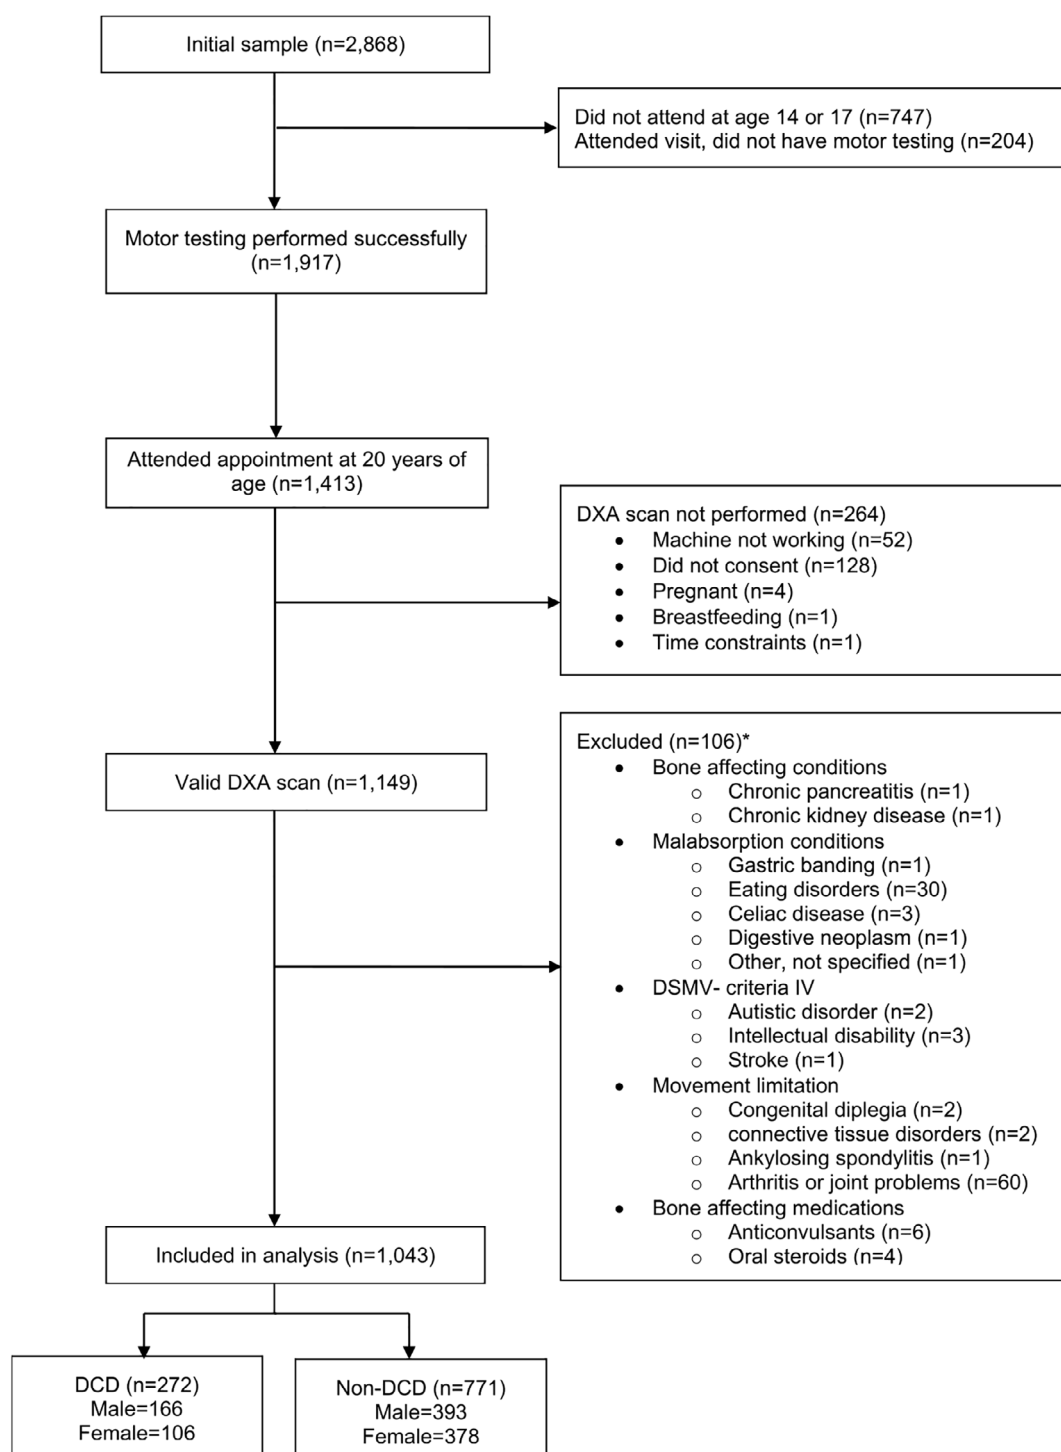 Initial sample (n=2,868)
Did not attend at age 14 or 17 (n=747)
Attended visit, did not have motor testing (n=204)
Motor testing performed successfully
(n=1,917)
Attended appointment at 20 years of
age (n=1,413)
DXA scan not performed (n=264)
• Machine not working (n=52)
• Did not consent (n=128)
• Pregnant (n=4)
• Breastfeeding (n=1)
• Time constraints (n=1)
Valid DXA scan (n=1,149)
Excluded (n=106)*
• Bone affecting conditions
o Chronic pancreatitis (n=1)
o Chronic kidney disease (n=1)
• Malabsorption conditions
o Gastric banding (n=1)
o Eating disorders (n=30)
o Celiac disease (n=3)
o Digestive neoplasm (n=1)
o Other, not specified (n=1)
• DSMV- criteria IV
o Autistic disorder (n=2)
o Intellectual disability (n=3)
o Stroke (n=1)
• Movement limitation
o Congenital diplegia (n=2)
o connective tissue disorders (n=2)
o Ankylosing spondylitis (n=1)
o Arthritis or joint problems (n=60)
• Bone affecting medications
o Anticonvulsants (n=6)
o Oral steroids (n=4)
Included in analysis (n=1,043)
DCD (n=272)
Male=166
Female=106
Non-DCD (n=771)
Male=393
Female=378